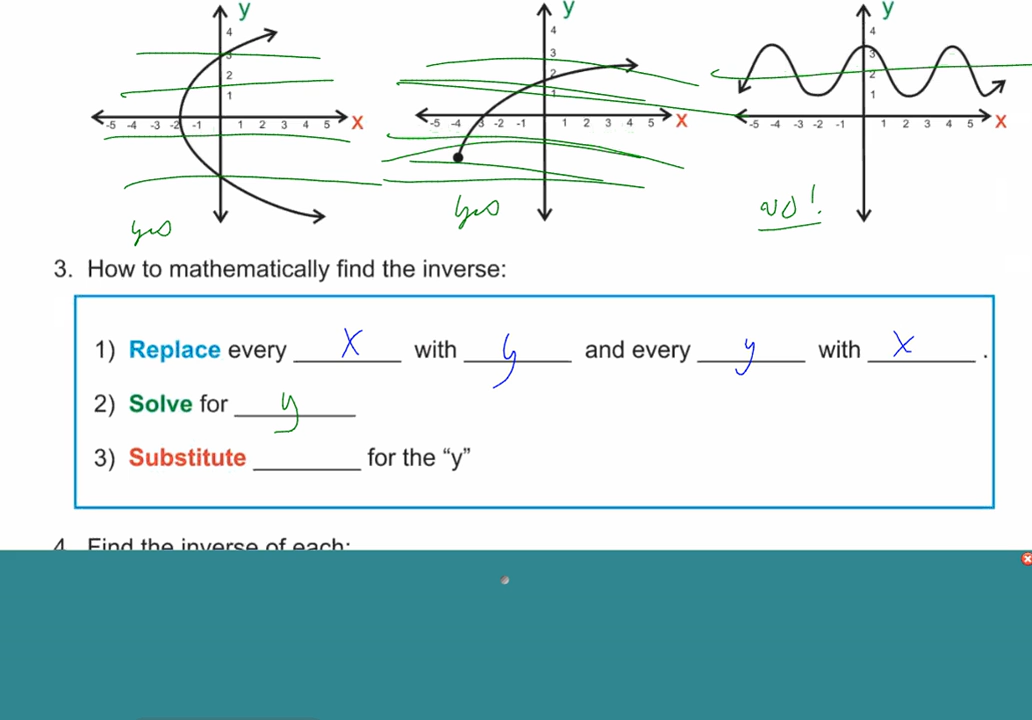 y y y
4 4 4
3 3 3
2 2 2
1 1 1
-5 -4 -3 -2 -1 1 2 3 4 5 x
-5 -4 -3 -2 -1 1 2 3 4 5 x
-5 -4 -3 -2 -1 1 2 3 4 5 x
yes yes NO!
3. How to mathematically find the inverse:
1) Replace every x with y and every y with x .
2) Solve for y
3) Substitute ________ for the “y”
4. Find the inverse of each: